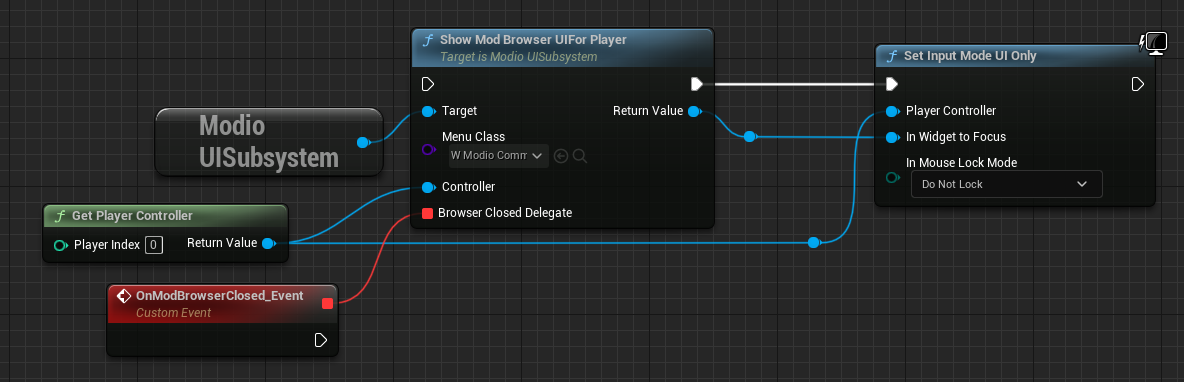 Show Mod Browser UIFor Player
Target is Modio UISubsystem
Target
Return Value
Menu Class
W Modio Comr
Controller
Browser Closed Delegate
Set Input Mode UI Only
Player Controller
In Widget to Focus
In Mouse Lock Mode
Do Not Lock
Modio
UISubsystem
Get Player Controller
Player Index 0
Return Value
OnModBrowserClosed_Event
Custom Event